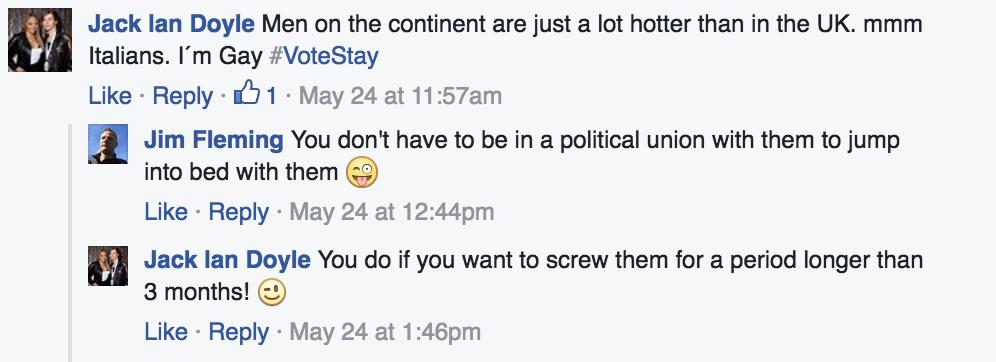 Jack Ian Doyle Men on the continent are just a lot hotter than in the UK. mmm
Italians. I´m Gay #VoteStay
Like · Reply · 1 · May 24 at 11:57am
Jim Fleming You don't have to be in a political union with them to jump
into bed with them 😜
Like · Reply · May 24 at 12:44pm
Jack Ian Doyle You do if you want to screw them for a period longer than
3 months! 😉
Like · Reply · May 24 at 1:46pm